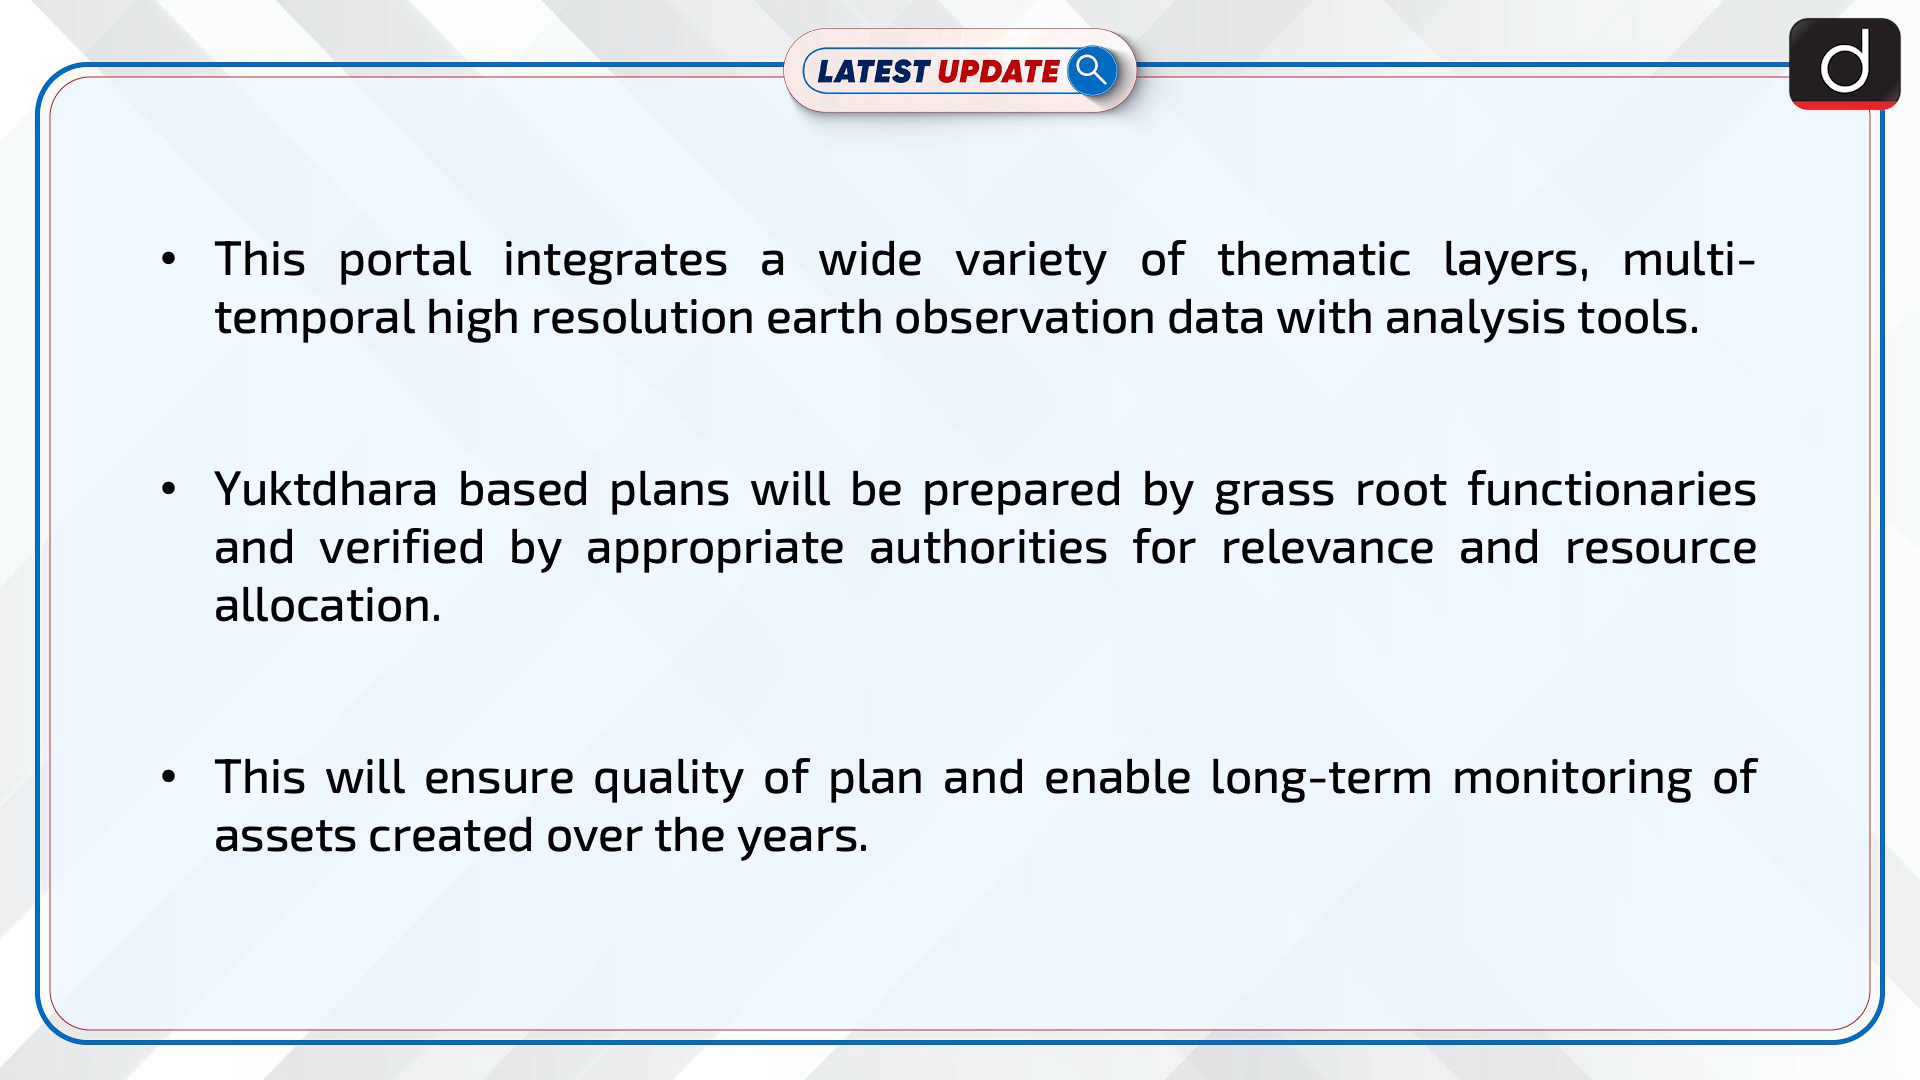 LATEST UPDATE
d
• This portal integrates a wide variety of thematic layers, multi-
temporal high resolution earth observation data with analysis tools.
• Yuktdhara based plans will be prepared by grass root functionaries
and verified by appropriate authorities for relevance and resource
allocation.
• This will ensure quality of plan and enable long-term monitoring of
assets created over the years.